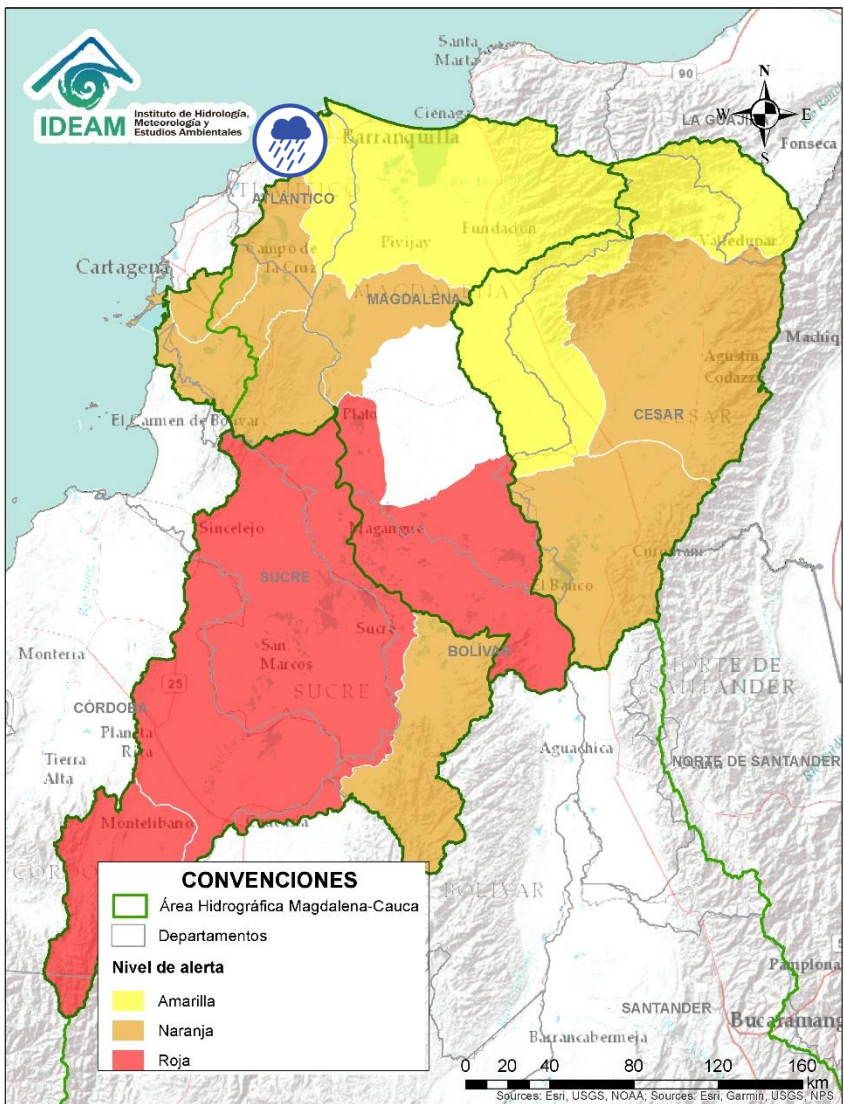 IDEAM
Instituto de Hidrología,
Meteorología y
Estudios Ambientales
Santa
Marta
90
N
W
E
S
Ciénaga
LA GUAJIRA
Fonseca
Barranquilla
ATLÁNTICO
Cartagena
Campo de
la Cruz
Pivijay
Fundación
Valledupar
MAGDALENA
MAGDALENA
Agustín
Codazzi
CESAR
CESAR
El Carmen de Bolívar
Plato
Sincelejo
Magangué
SUCRE
El Banco
Montería
San
Marcos
Sucre
SUCRE
BOLÍVAR
NORTE DE
SANTANDER
25
CÓRDOBA
Planeta
Rica
Tierra
Alta
Aguachica
NORTE DE SANTANDER
Montelíbano
BOLÍVAR
CONVENCIONES
Área Hidrográfica Magdalena-Cauca
Departamentos
Nivel de alerta
Amarilla
Naranja
Roja
Pamplona
SANTANDER
Bucaramang
Barrancabermeja
0 20 40 80 120 160
km
Sources: Esri, USGS, NOAA; Sources: Esri, Garmin, USGS, NPS